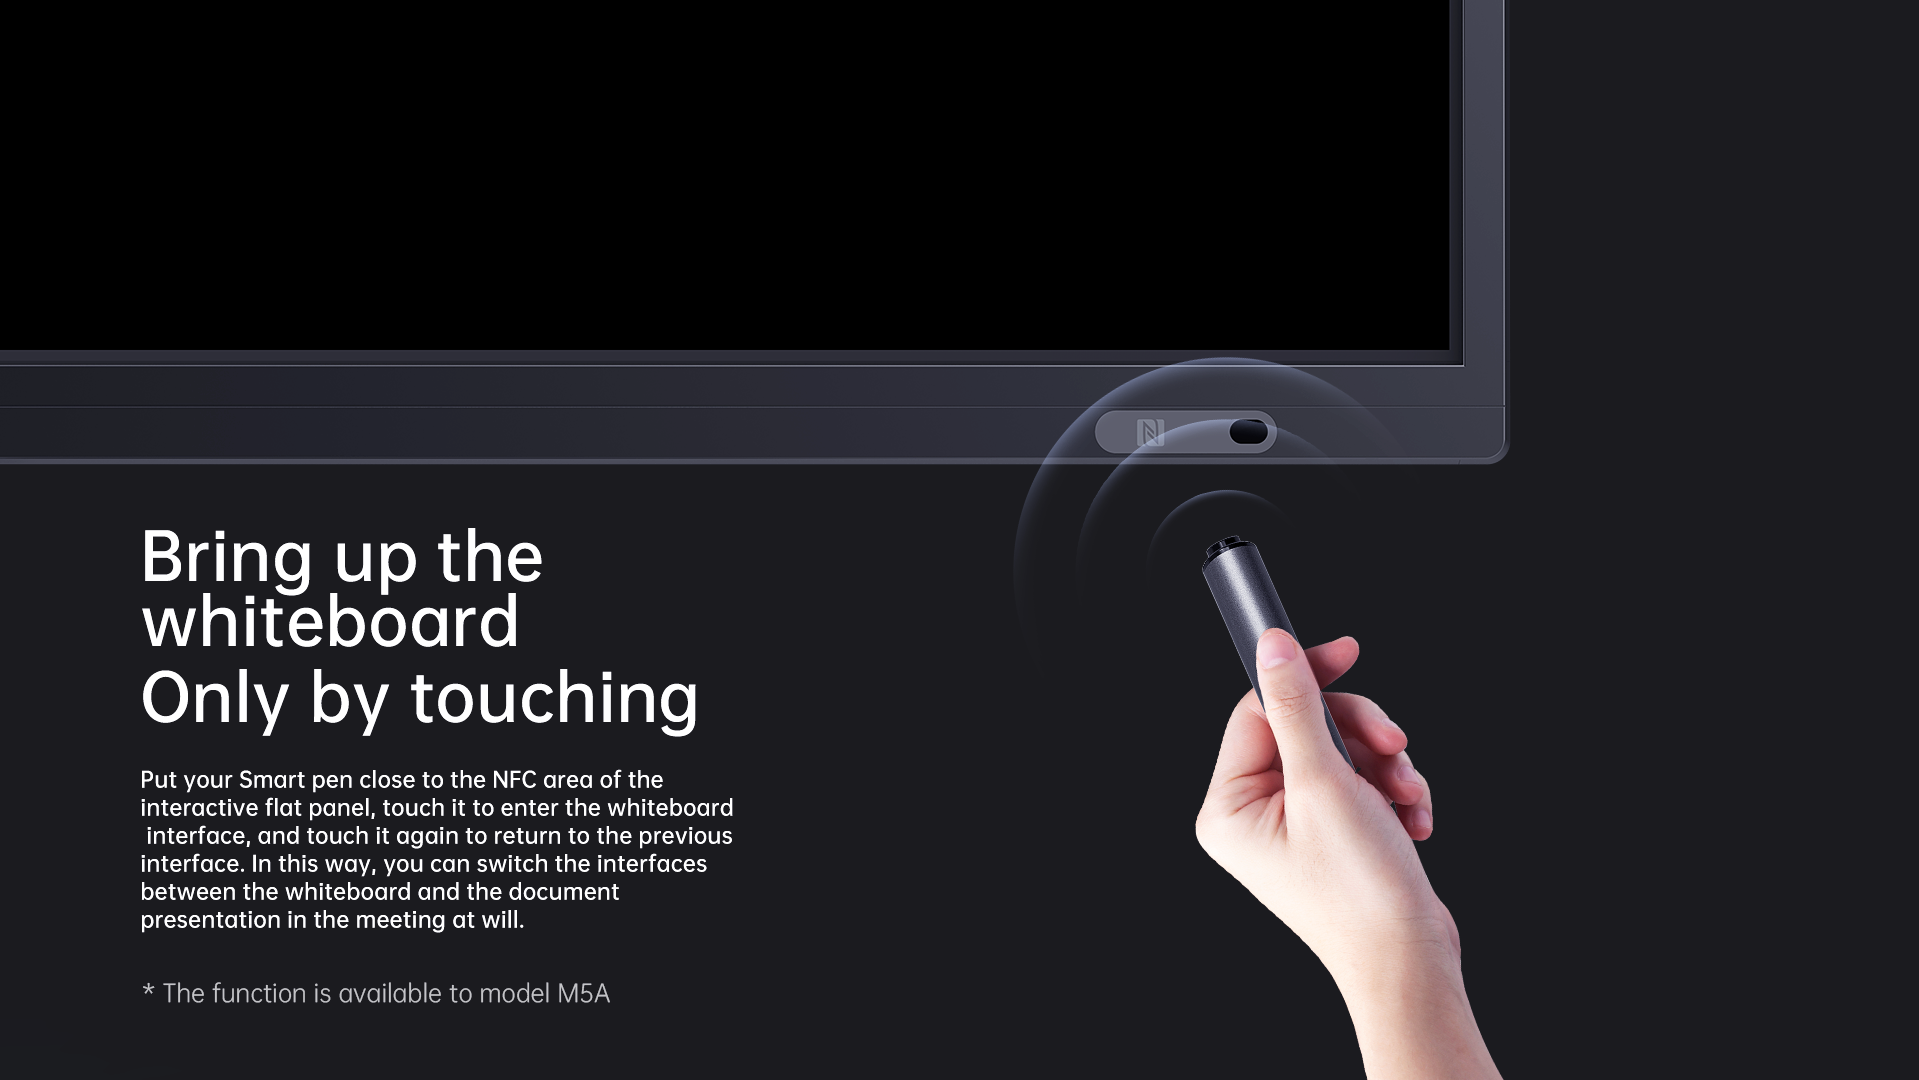 Bring up the
whiteboard
Only by touching
Put your Smart pen close to the NFC area of the
interactive flat panel, touch it to enter the whiteboard
interface, and touch it again to return to the previous
interface. In this way, you can switch the interfaces
between the whiteboard and the document
presentation in the meeting at will.
* The function is available to model M5A